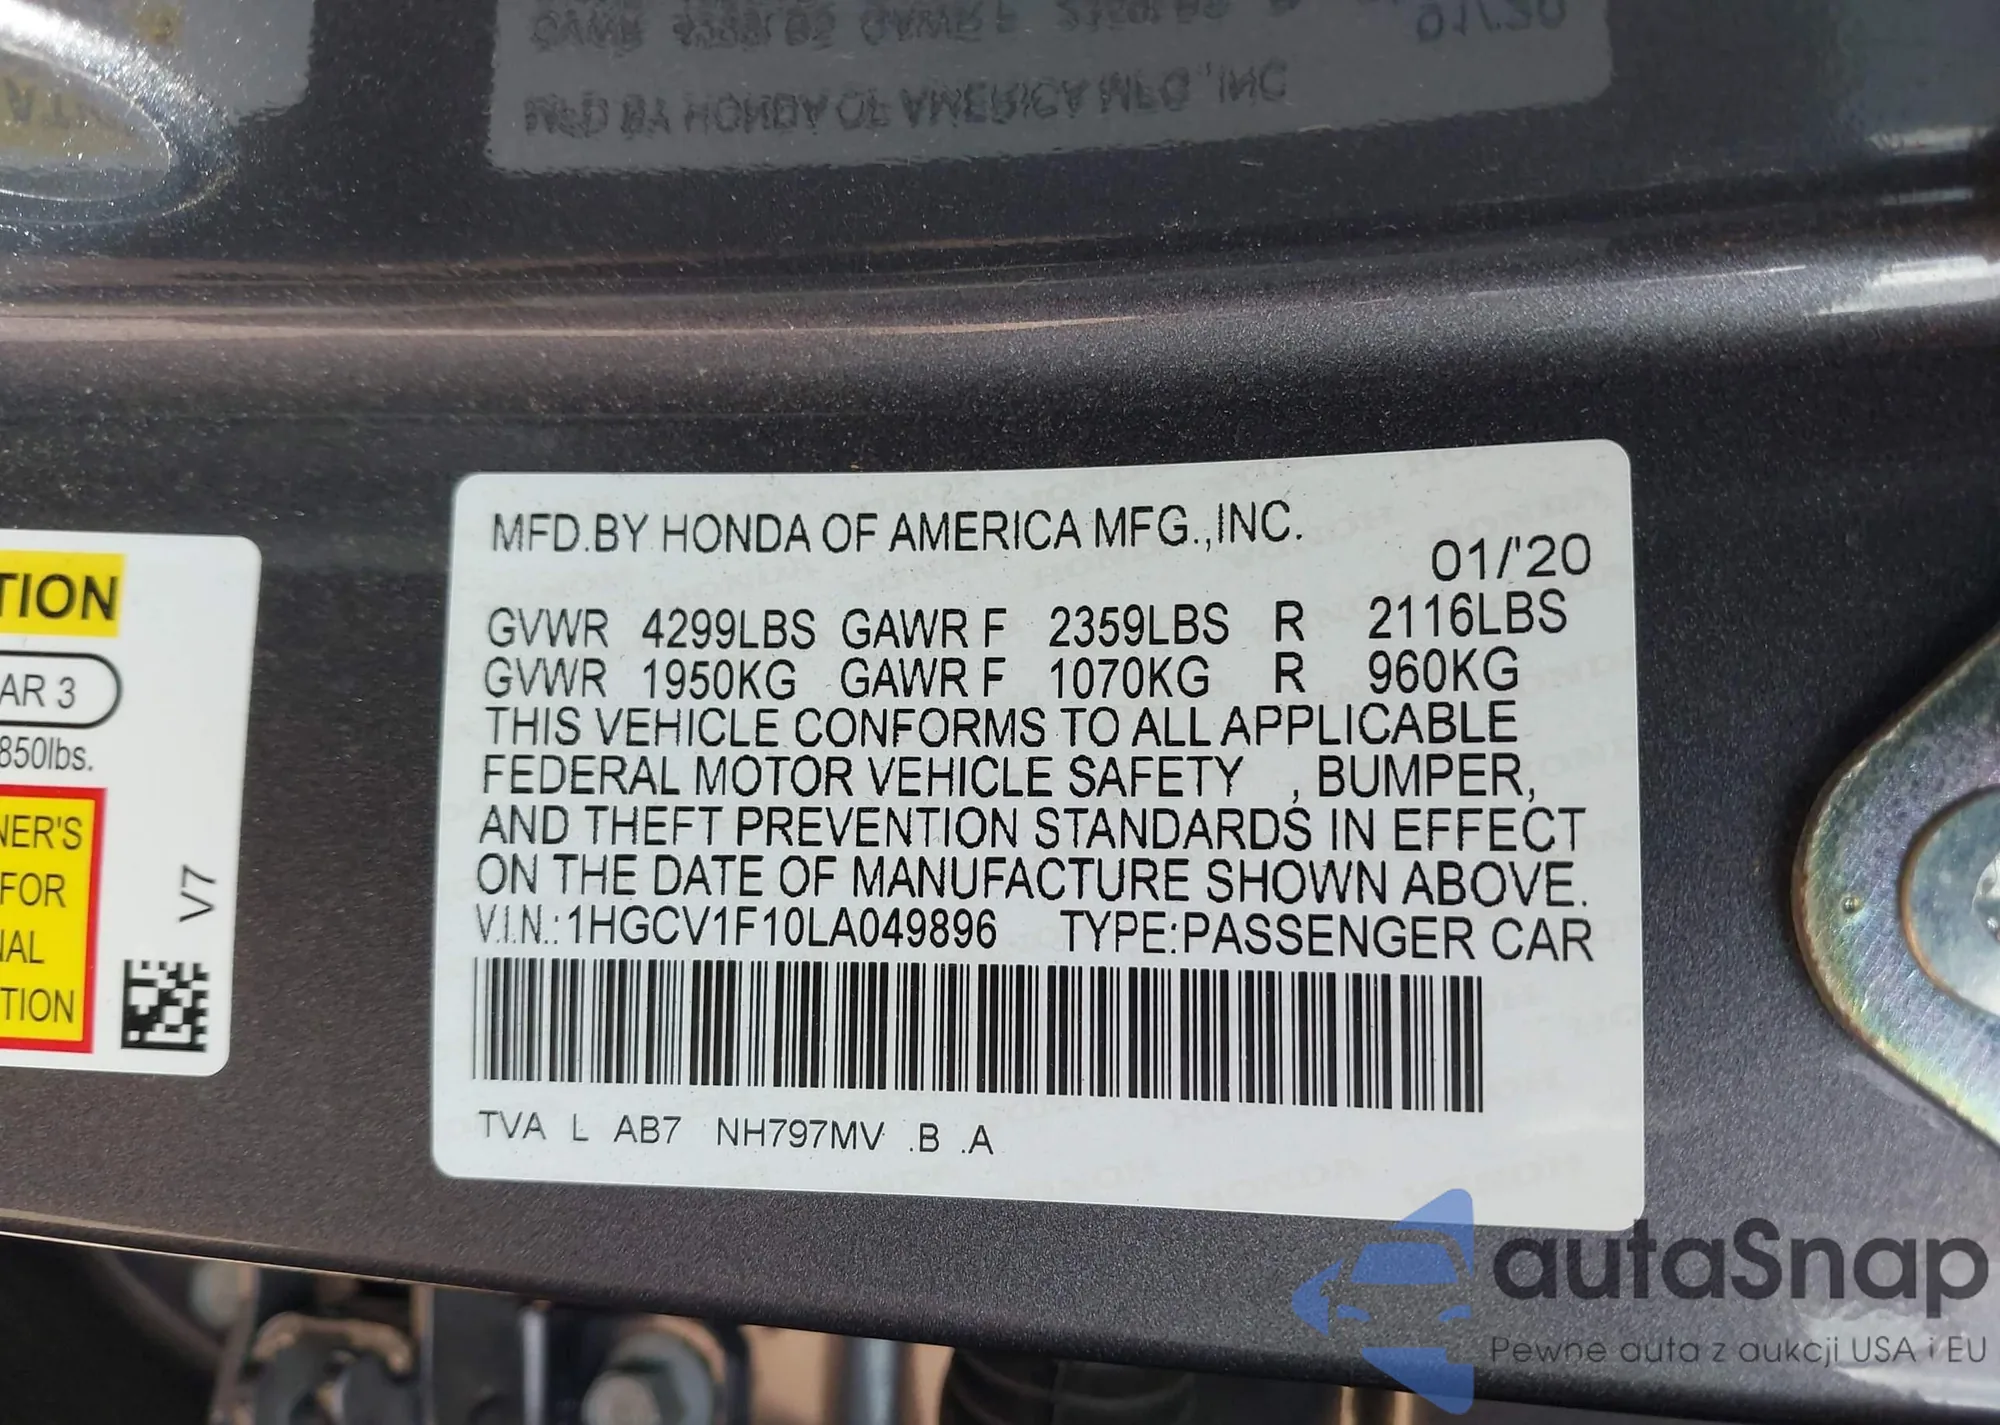 01/'20
MFD.BY HONDA OF AMERICA MFG.,INC.
TION
AR 3
850lbs.
NER'S
FOR
NAL
TION
V7
MFD.BY HONDA OF AMERICA MFG.,INC.
01/'20
GVWR 4299LBS GAWR F 2359LBS R 2116LBS
GVWR 1950KG GAWR F 1070KG R 960KG
THIS VEHICLE CONFORMS TO ALL APPLICABLE
FEDERAL MOTOR VEHICLE SAFETY , BUMPER,
AND THEFT PREVENTION STANDARDS IN EFFECT
ON THE DATE OF MANUFACTURE SHOWN ABOVE.
V.I.N.:1HGCV1F10LA049896 TYPE:PASSENGER CAR
TVA L AB7 NH797MV .B .A
autaSnap
Pewne auta z aukcji USA i EU